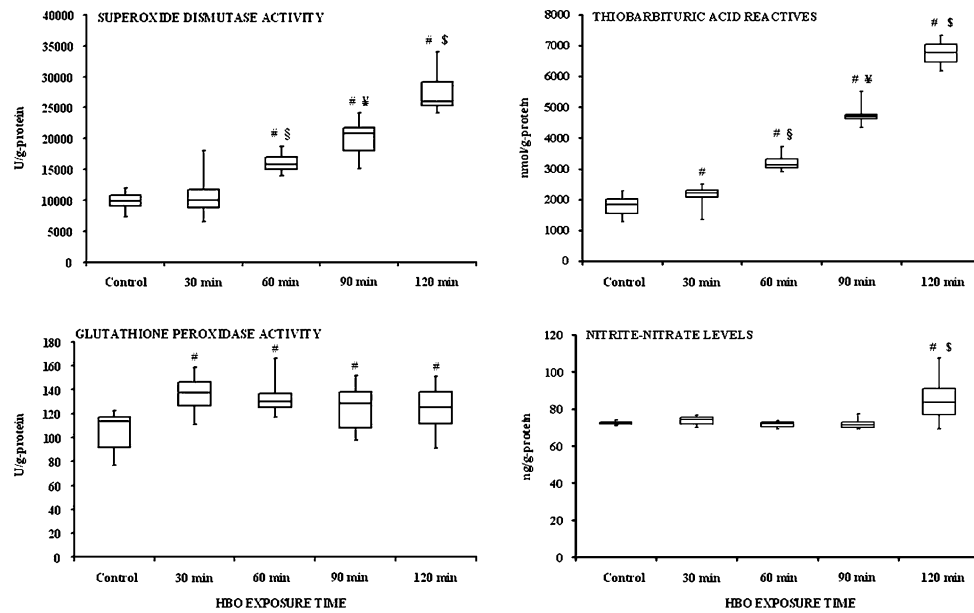 SUPEROXIDE DISMUTASE ACTIVITY
40000
35000
30000
25000
20000
15000
10000
5000
0
U/g-protein
# §
# ¥
# $
Control 30 min 60 min 90 min 120 min
THIOBARBITURIC ACID REACTIVES
8000
7000
6000
5000
4000
3000
2000
1000
0
nmol/g-protein
#
# §
# ¥
# $
Control 30 min 60 min 90 min 120 min
GLUTATHIONE PEROXIDASE ACTIVITY
180
160
140
120
100
80
60
40
20
0
U/g-protein
# # # #
Control 30 min 60 min 90 min 120 min
HBO EXPOSURE TIME
NITRITE-NITRATE LEVELS
120
100
80
60
40
20
0
ng/g-protein
# $
Control 30 min 60 min 90 min 120 min
HBO EXPOSURE TIME